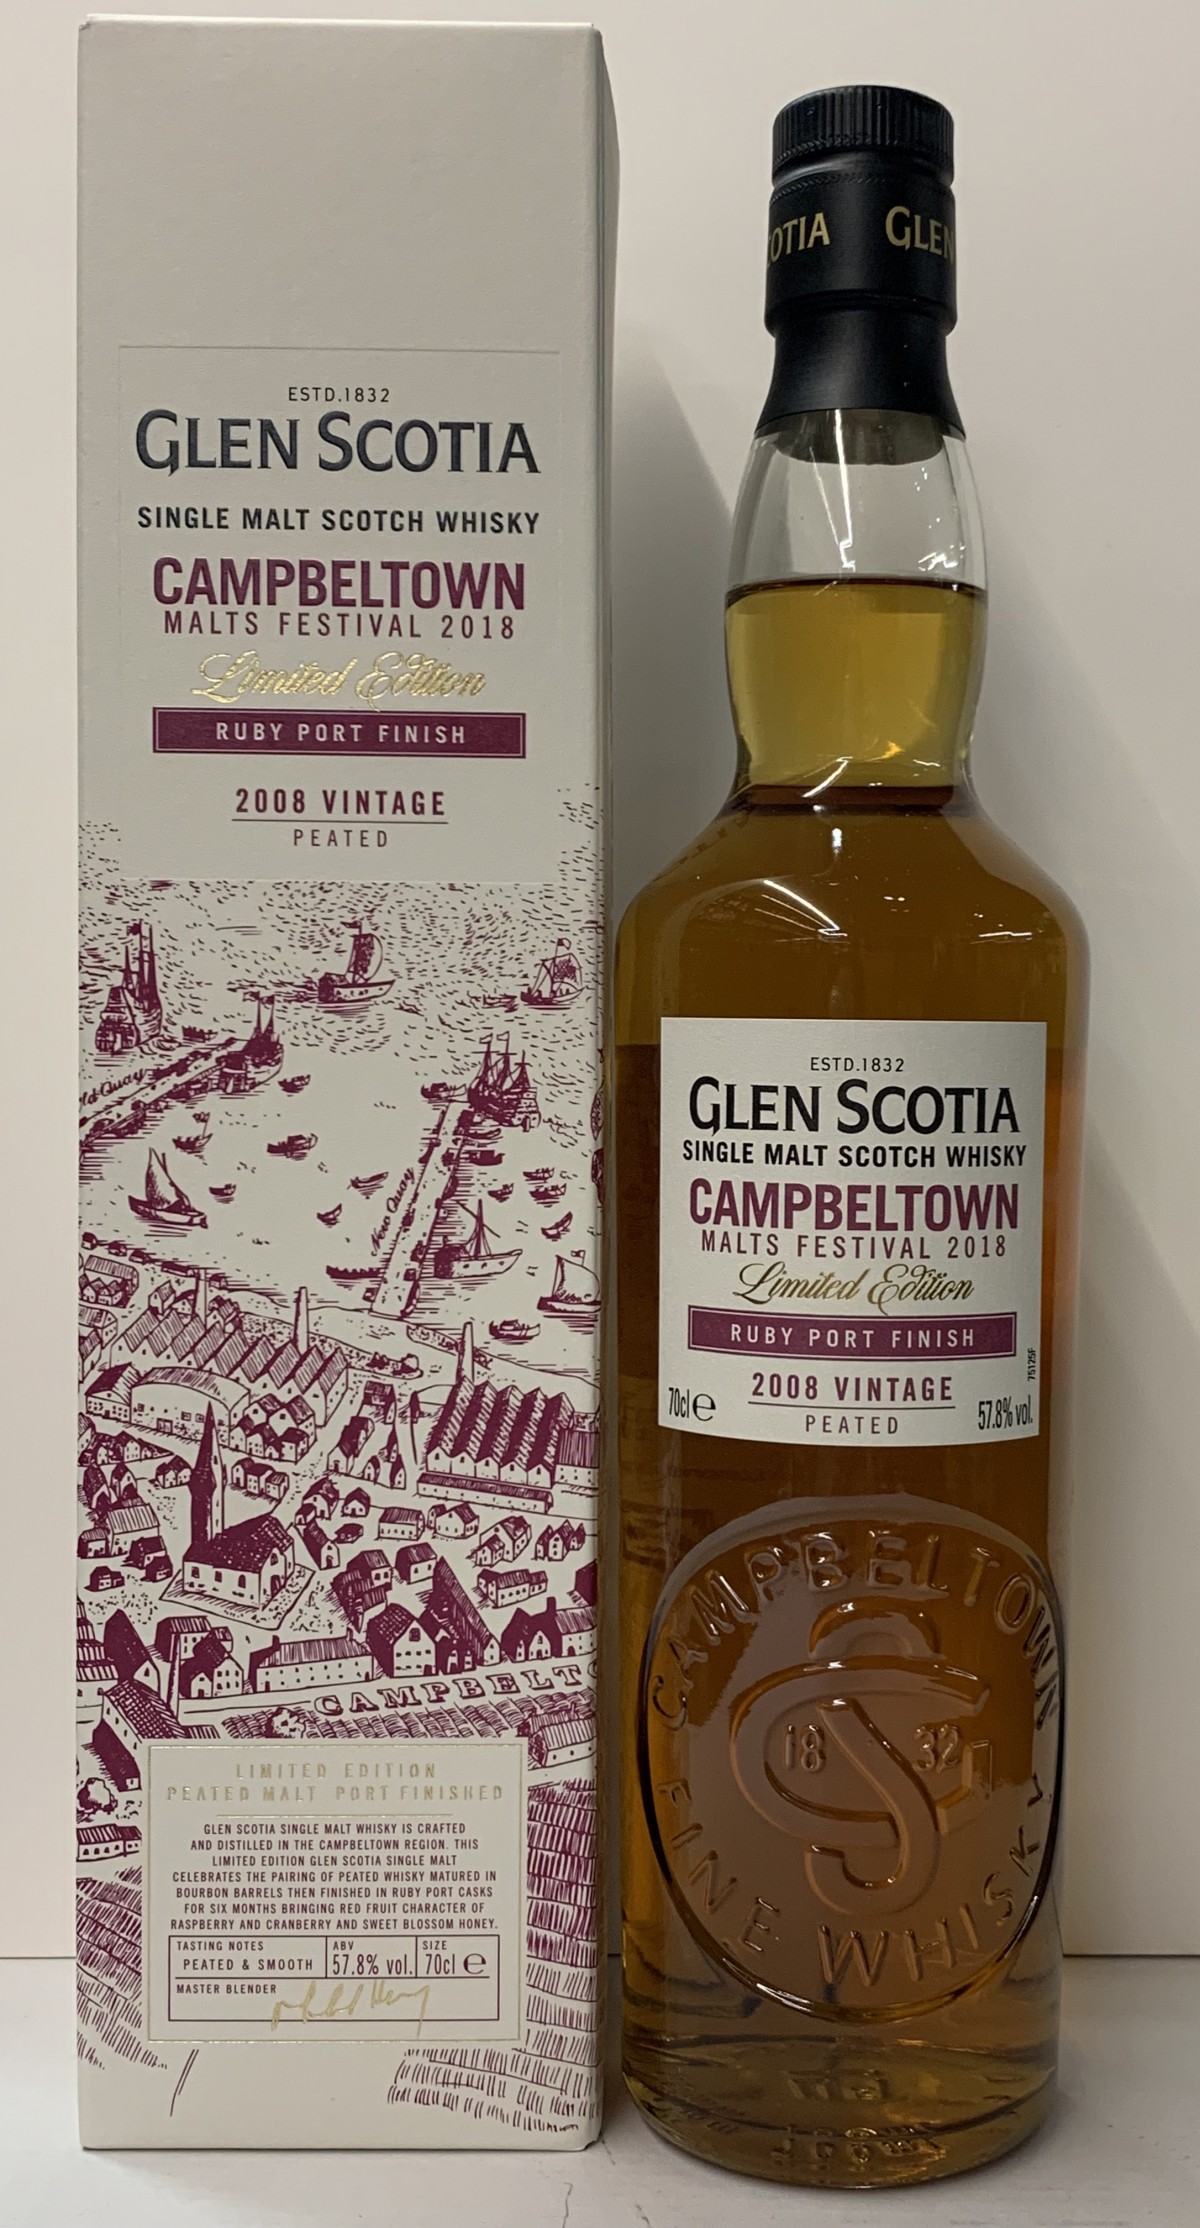 ESTD.1832
GLEN SCOTIA
SINGLE MALT SCOTCH WHISKY
CAMPBELTOWN
MALTS FESTIVAL 2018
Limited Edition
RUBY PORT FINISH
2008 VINTAGE
PEATED
ld Quay
New Quay
CAMPBELT
LIMITED EDITION
PEATED MALT PORT FINISHED
GLEN SCOTIA SINGLE MALT WHISKY IS CRAFTED
AND DISTILLED IN THE CAMPBELTOWN REGION. THIS
LIMITED EDITION GLEN SCOTIA SINGLE MALT
CELEBRATES THE PAIRING OF PEATED WHISKY MATURED IN
BOURBON BARRELS THEN FINISHED IN RUBY PORT CASKS
FOR SIX MONTHS BRINGING RED FRUIT CHARACTER OF
RASPBERRY AND CRANBERRY AND SWEET BLOSSOM HONEY.
TASTING NOTES
PEATED & SMOOTH
ABV
57.8% vol.
SIZE
70cl e
MASTER BLENDER
COTIA GLEN
ESTD.1832
GLEN SCOTIA
SINGLE MALT SCOTCH WHISKY
CAMPBELTOWN
MALTS FESTIVAL 2018
Limited Edition
RUBY PORT FINISH
75125F
70cl e
2008 VINTAGE
PEATED
57.8% vol.
CAMPBELTOWN
18 32
FINE WHISKY